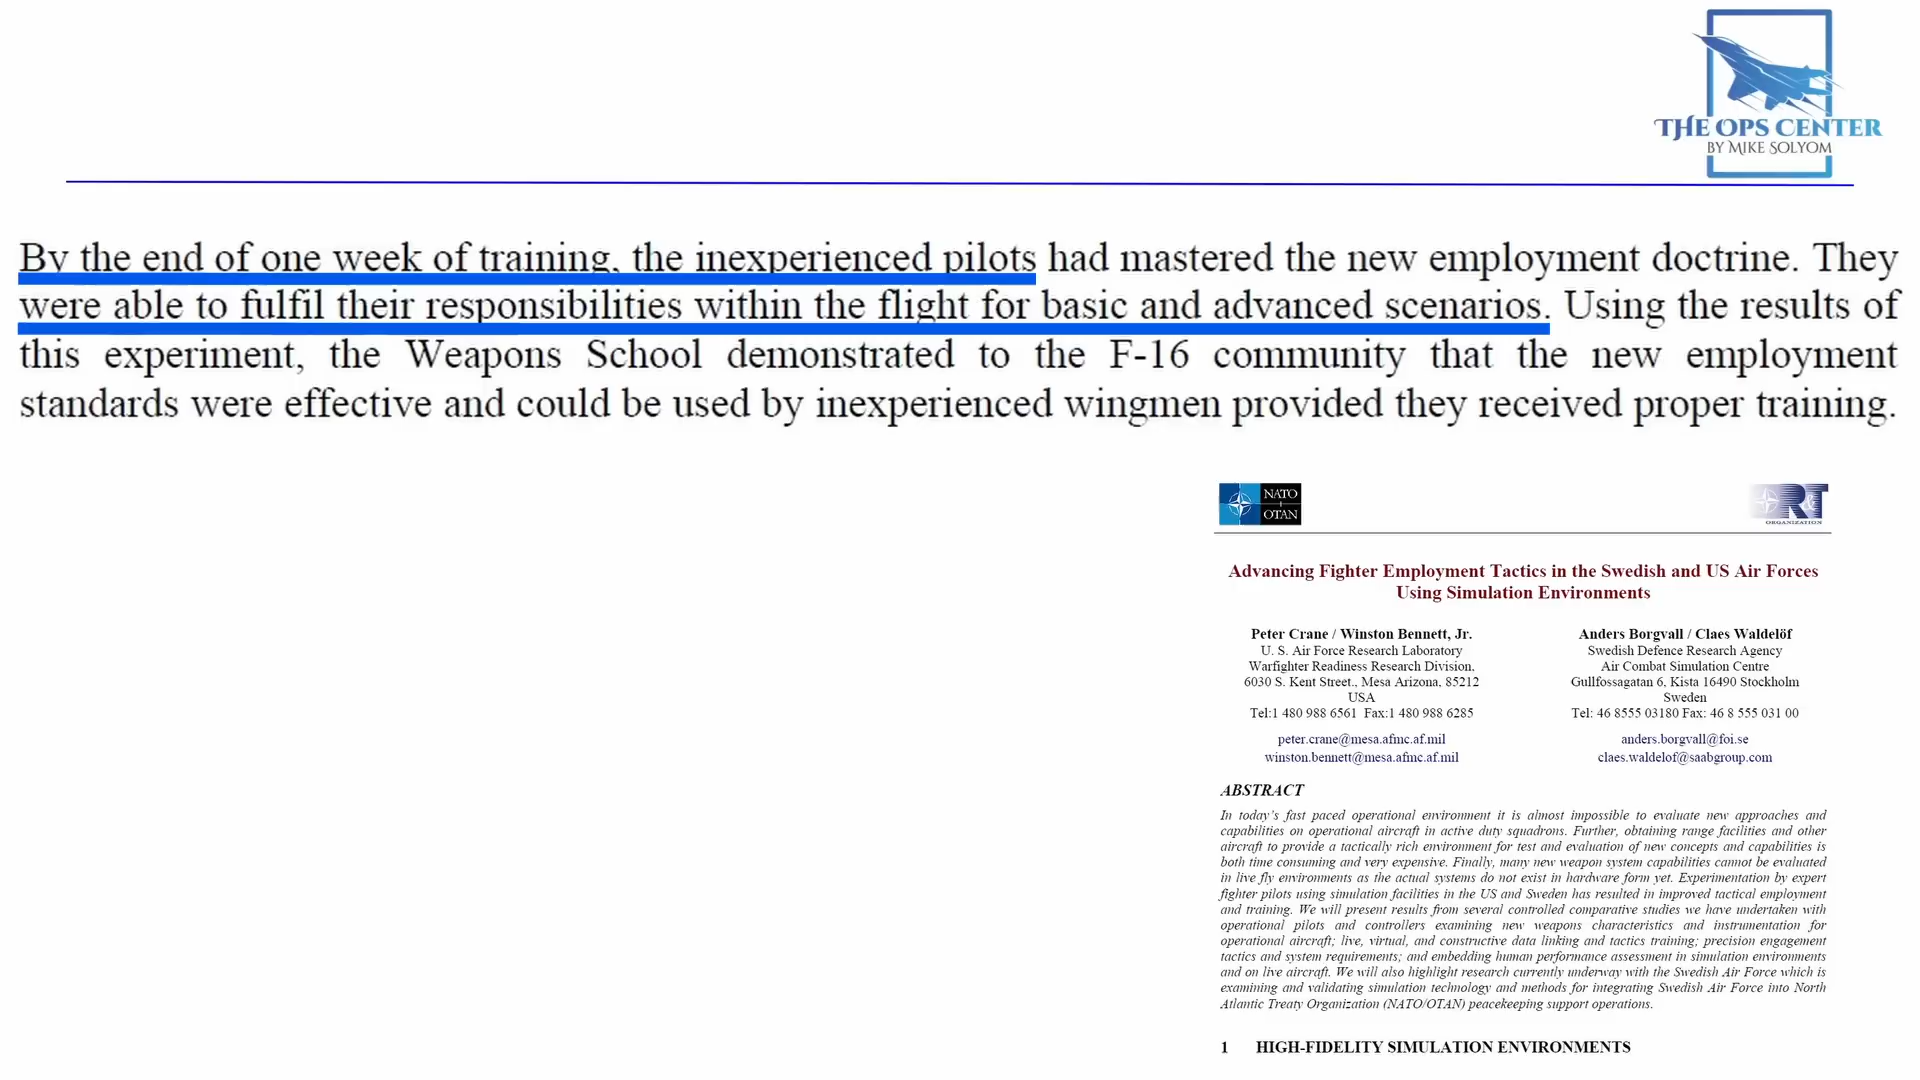 THE OPS CENTER
BY MIKE SOLYOM
By the end of one week of training, the inexperienced pilots had mastered the new employment doctrine. They
were able to fulfil their responsibilities within the flight for basic and advanced scenarios. Using the results of
this experiment, the Weapons School demonstrated to the F-16 community that the new employment
standards were effective and could be used by inexperienced wingmen provided they received proper training.
NATO
OTAN
R&T
ORGANIZATION
Advancing Fighter Employment Tactics in the Swedish and US Air Forces
Using Simulation Environments
Peter Crane / Winston Bennett, Jr.
U. S. Air Force Research Laboratory
Warfighter Readiness Research Division,
6030 S. Kent Street., Mesa Arizona, 85212
USA
Tel:1 480 988 6561 Fax:1 480 988 6285
peter.crane@mesa.afmc.af.mil
winston.bennett@mesa.afmc.af.mil
Anders Borgvall / Claes Waldelöf
Swedish Defence Research Agency
Air Combat Simulation Centre
Gullfossagatan 6, Kista 16490 Stockholm
Sweden
Tel: 46 8555 03180 Fax: 46 8 555 031 00
anders.borgvall@foi.se
claes.waldelof@saabgroup.com
ABSTRACT
In today's fast paced operational environment it is almost impossible to evaluate new approaches and
capabilities on operational aircraft in active duty squadrons. Further, obtaining range facilities and other
aircraft to provide a tactically rich environment for test and evaluation of new concepts and capabilities is
both time consuming and very expensive. Finally, many new weapon system capabilities cannot be evaluated
in live fly environments as the actual systems do not exist in hardware form yet. Experimentation by expert
fighter pilots using simulation facilities in the US and Sweden has resulted in improved tactical employment
and training. We will present results from several controlled comparative studies we have undertaken with
operational pilots and controllers examining new weapons characteristics and instrumentation for
operational aircraft; live, virtual, and constructive data linking and tactics training; precision engagement
tactics and system requirements; and embedding human performance assessment in simulation environments
and on live aircraft. We will also highlight research currently underway with the Swedish Air Force which is
examining and validating simulation technology and methods for integrating Swedish Air Force into North
Atlantic Treaty Organization (NATO/OTAN) peacekeeping support operations.
1 HIGH-FIDELITY SIMULATION ENVIRONMENTS